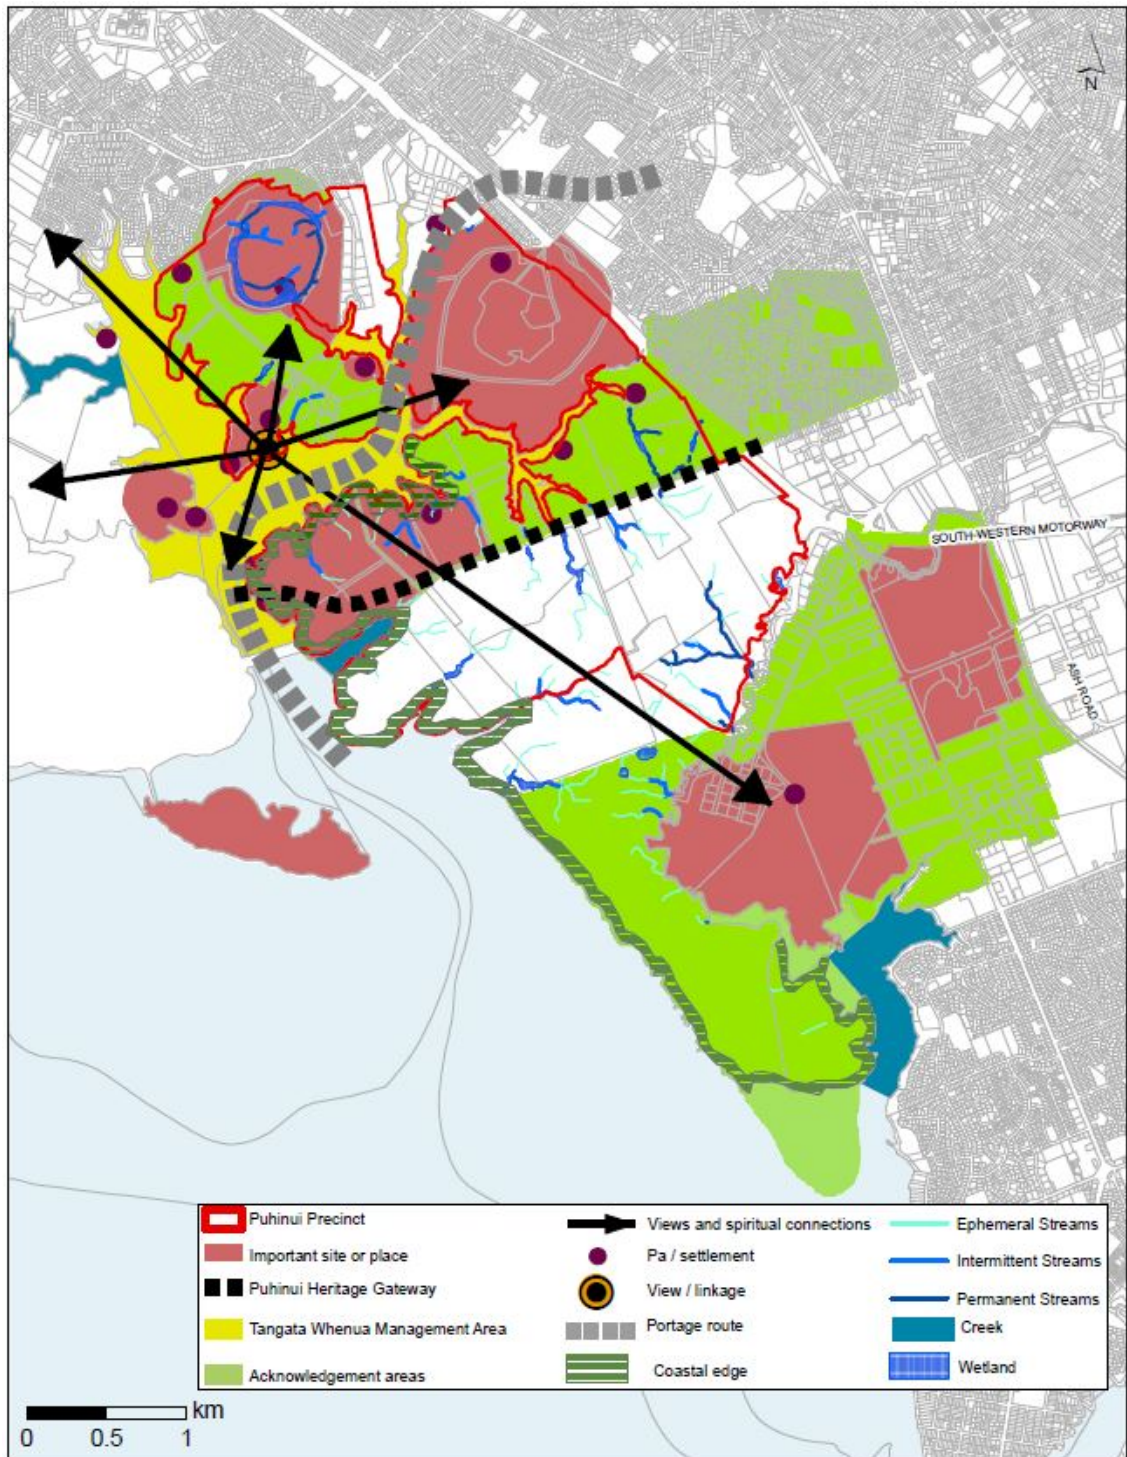 N
SOUTH-WESTERN MOTORWAY
ASH ROAD
Puhinui Precinct
Important site or place
Puhinui Heritage Gateway
Tangata Whenua Management Area
Acknowledgement areas
Views and spiritual connections
Pa / settlement
View / linkage
Portage route
Coastal edge
Ephemeral Streams
Intermittent Streams
Permanent Streams
Creek
Wetland
km
0 0.5 1